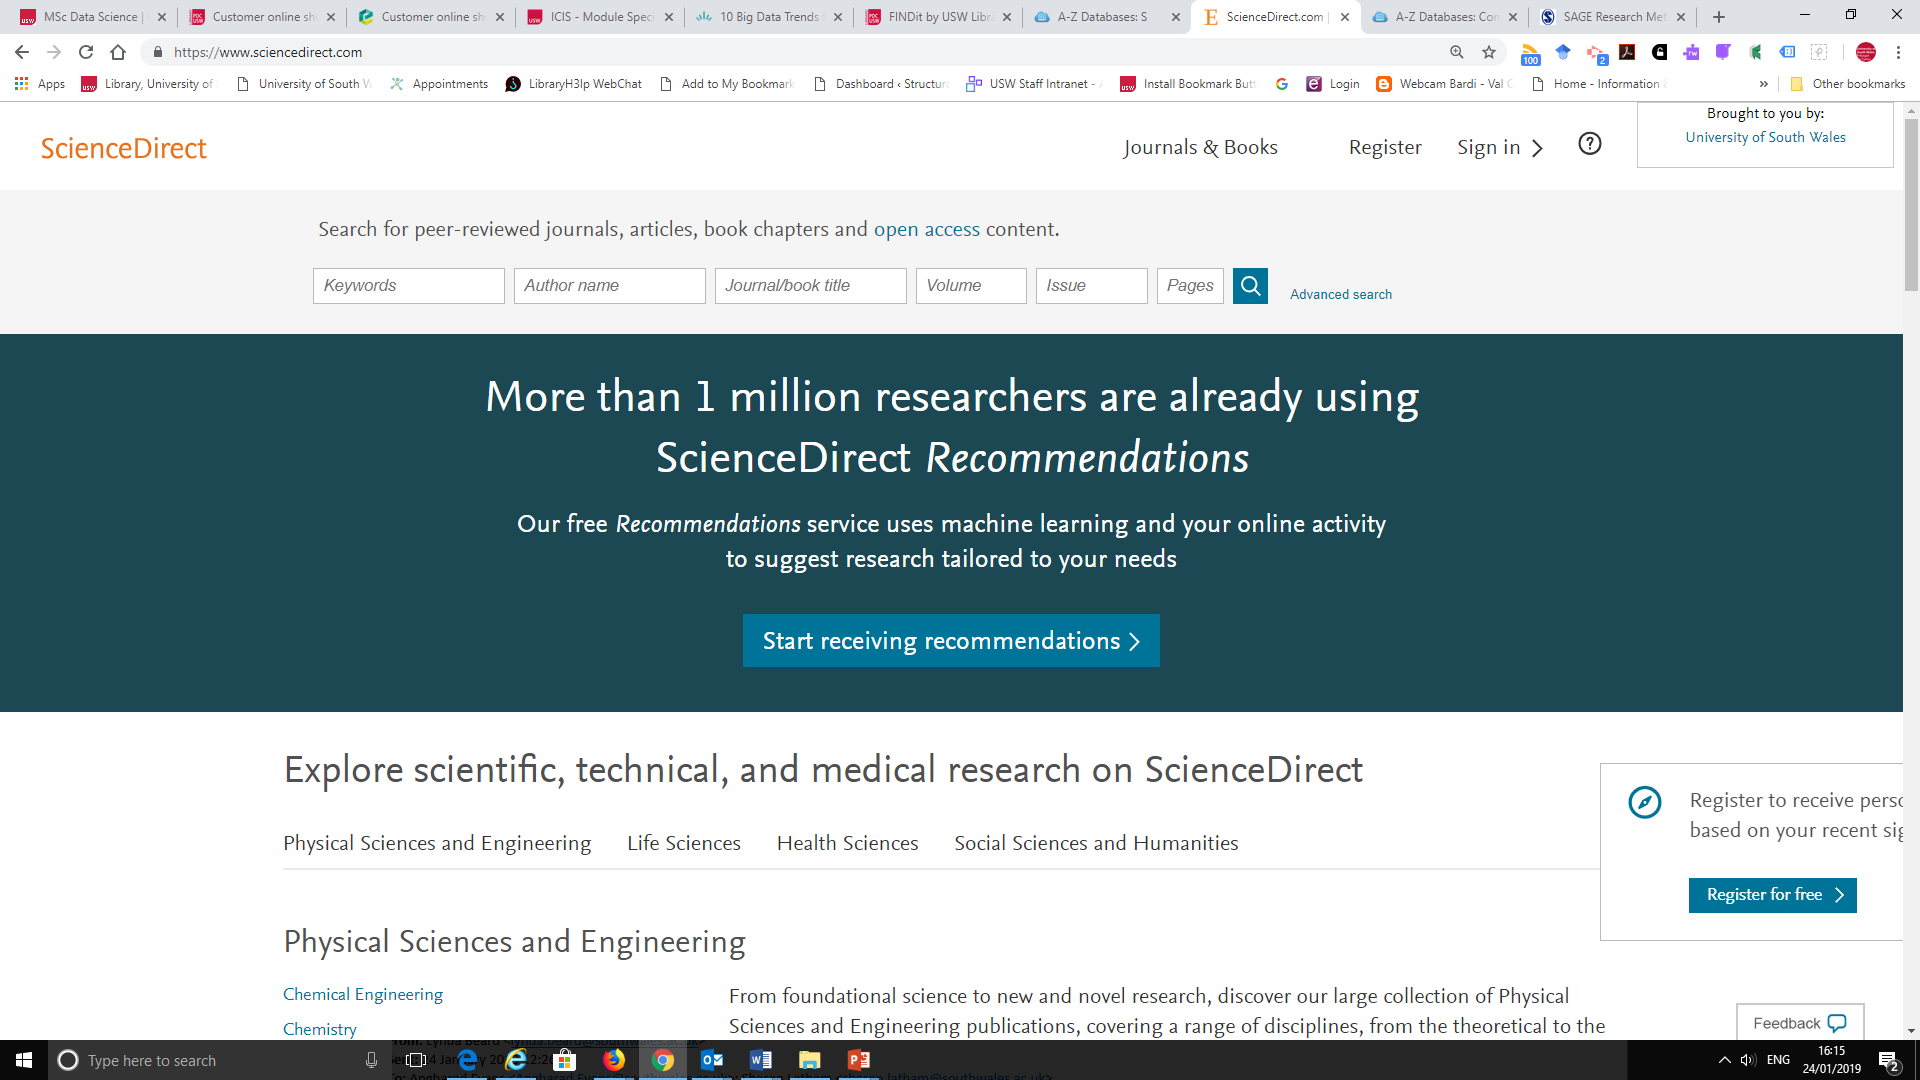 MSc Data Science |
Customer online sh
Customer online sh
ICIS - Module Speci
10 Big Data Trends
FINDit by USW Libr
A-Z Databases: S
ScienceDirect.com |
A-Z Databases: Con
SAGE Research Met
https://www.sciencedirect.com
100
2
Apps
Library, University of
University of South W
Appointments
LibraryH3lp WebChat
Add to My Bookmark
Dashboard ‹ Structur
USW Staff Intranet -
Install Bookmark Butt
Login
Webcam Bardi - Val C
Home - Information
»
Other bookmarks
ScienceDirect
Journals & Books
Register
Sign in
Brought to you by:
University of South Wales
Search for peer-reviewed journals, articles, book chapters and open access content.
Keywords
Author name
Journal/book title
Volume
Issue
Pages
Advanced search
More than 1 million researchers are already using
ScienceDirect Recommendations
Our free Recommendations service uses machine learning and your online activity
to suggest research tailored to your needs
Start receiving recommendations
Explore scientific, technical, and medical research on ScienceDirect
Physical Sciences and Engineering
Life Sciences
Health Sciences
Social Sciences and Humanities
Register to receive perso
based on your recent sig
Register for free
Physical Sciences and Engineering
Chemical Engineering
Chemistry
From foundational science to new and novel research, discover our large collection of Physical
Sciences and Engineering publications, covering a range of disciplines, from the theoretical to the
Feedback
Type here to search
ENG
16:15
24/01/2019
2